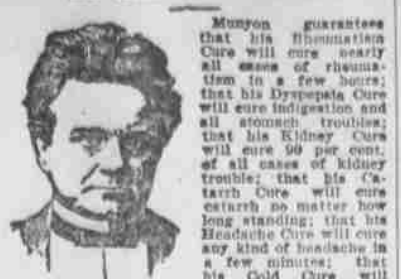 Munyon guarantees
that his Rheumatism
Cure will cure nearly
all cases of rheuma-
tism in a few hours;
that his Dyspepsia Cure
will cure indigestion and
all stomach troubles;
that his Kidney Cure
will cure 90 per cent.
of all cases of kidney
trouble; that his Ca-
tarrh Cure will cure
catarrh no matter how
long standing; that his
Headache Cure will cure
any kind of headache in
a few minutes; that
his Cold Cure will